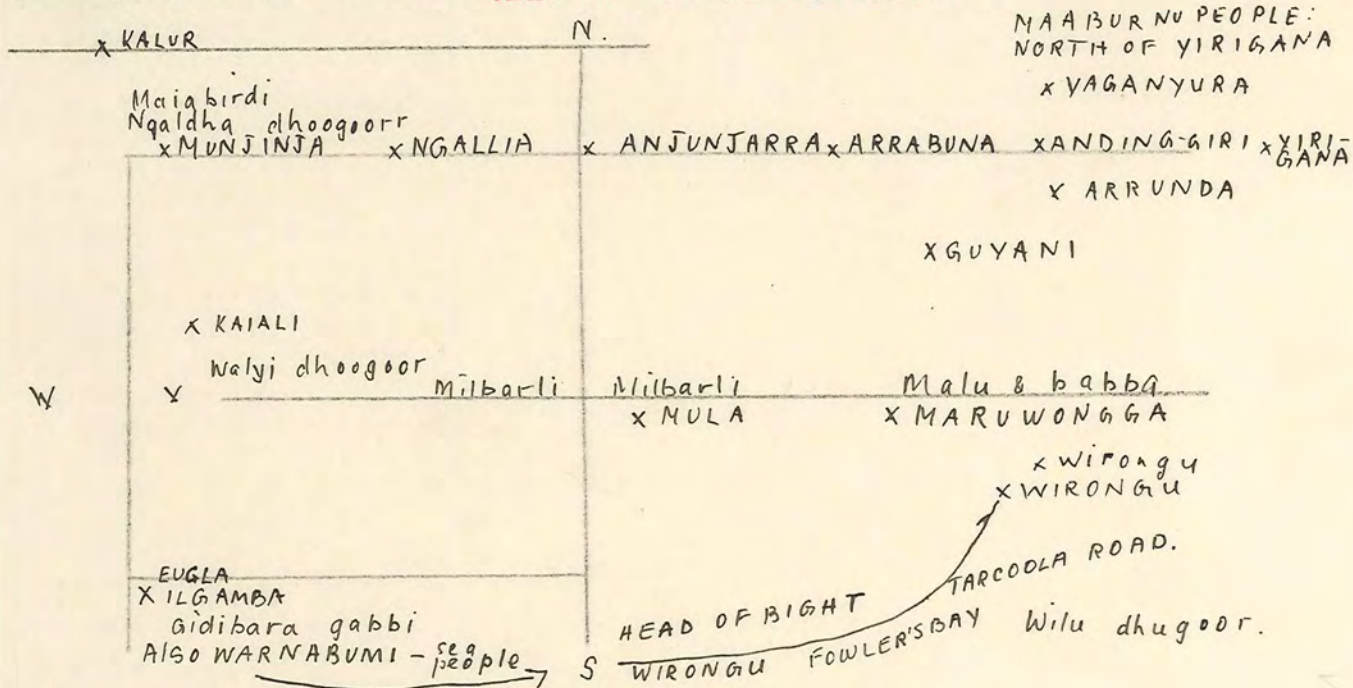 N.
MAABURNU PEOPLE:
NORTH OF YIRIGANA
x KALUR
x YAGANYURA
Maiabirdi
Ngaldha dhoogoorr
x MUNJINJA x NGALLIA x ANJUNJARRA x ARRABUNA x ANDING-GIRI x YIRI-
GANA
x ARRUNDA
x GUYANI
x KAIALI
Walyi dhoogoor
W x Milbarli Milbarli Malu & babba
x MULA x MARUWONGGA
x Wirongu
x WIRONGU
EUGLA
x ILGAMBA
Gidibara gabbi
Also WARNABUMI - sea
people
S
HEAD OF BIGHT
WIRONGU FOWLER'S BAY
TARCOOLA ROAD.
Wilu dhugoor.